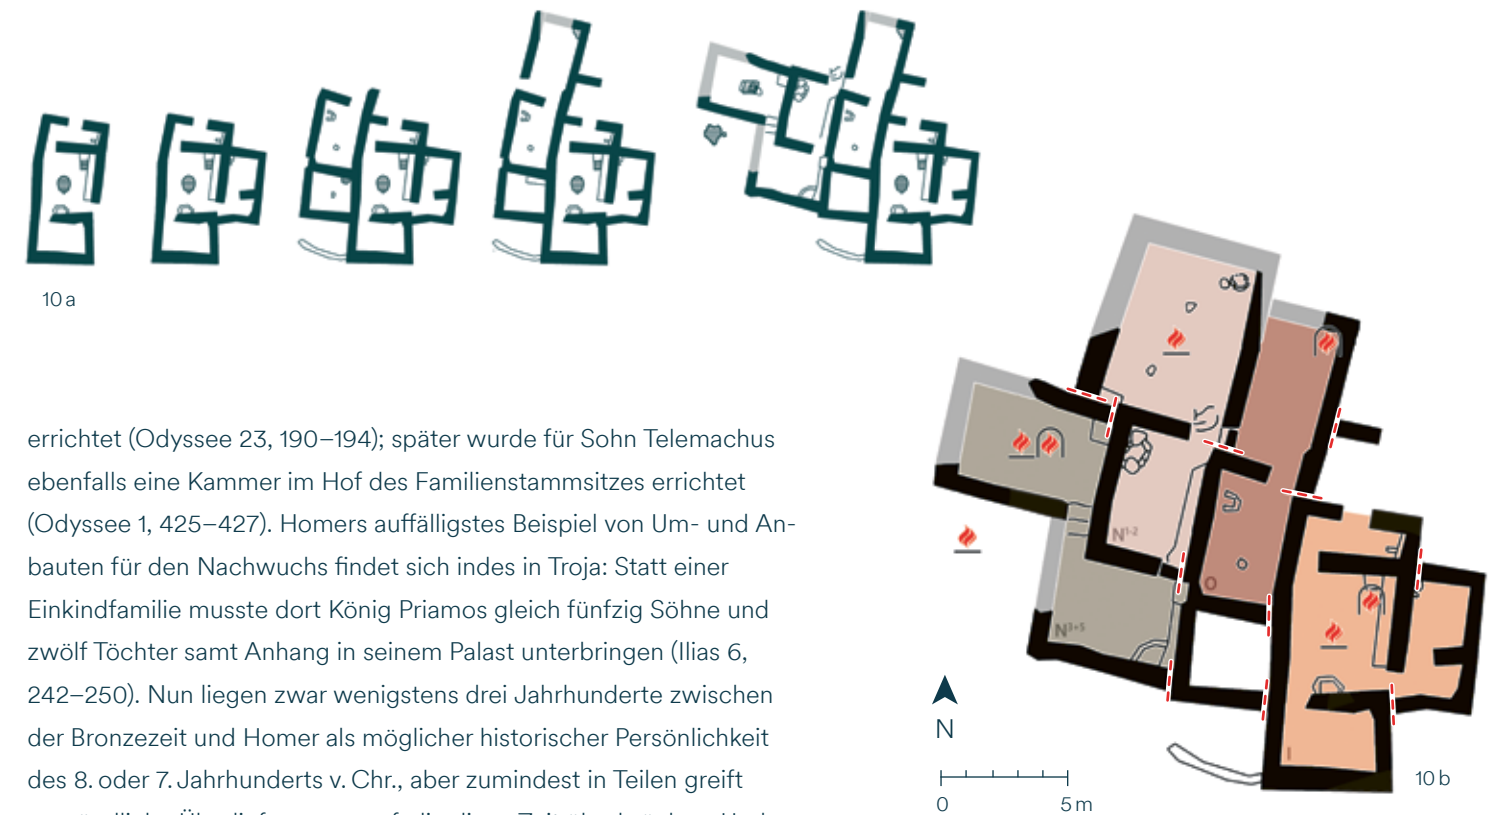 10 a
errichtet (Odyssee 23, 190–194); später wurde für Sohn Telemachus
ebenfalls eine Kammer im Hof des Familienstammsitzes errichtet
(Odyssee 1, 425–427). Homers auffälligstes Beispiel von Um- und An-
bauten für den Nachwuchs findet sich indes in Troja: Statt einer
Einkindfamilie musste dort König Priamos gleich fünfzig Söhne und
zwölf Töchter samt Anhang in seinem Palast unterbringen (Ilias 6,
242–250). Nun liegen zwar wenigstens drei Jahrhunderte zwischen
der Bronzezeit und Homer als möglicher historischer Persönlichkeit
des 8. oder 7. Jahrhunderts v. Chr., aber zumindest in Teilen greift
N¹⁻²
O
N³⁺⁵
I
N
0 5 m
10 b